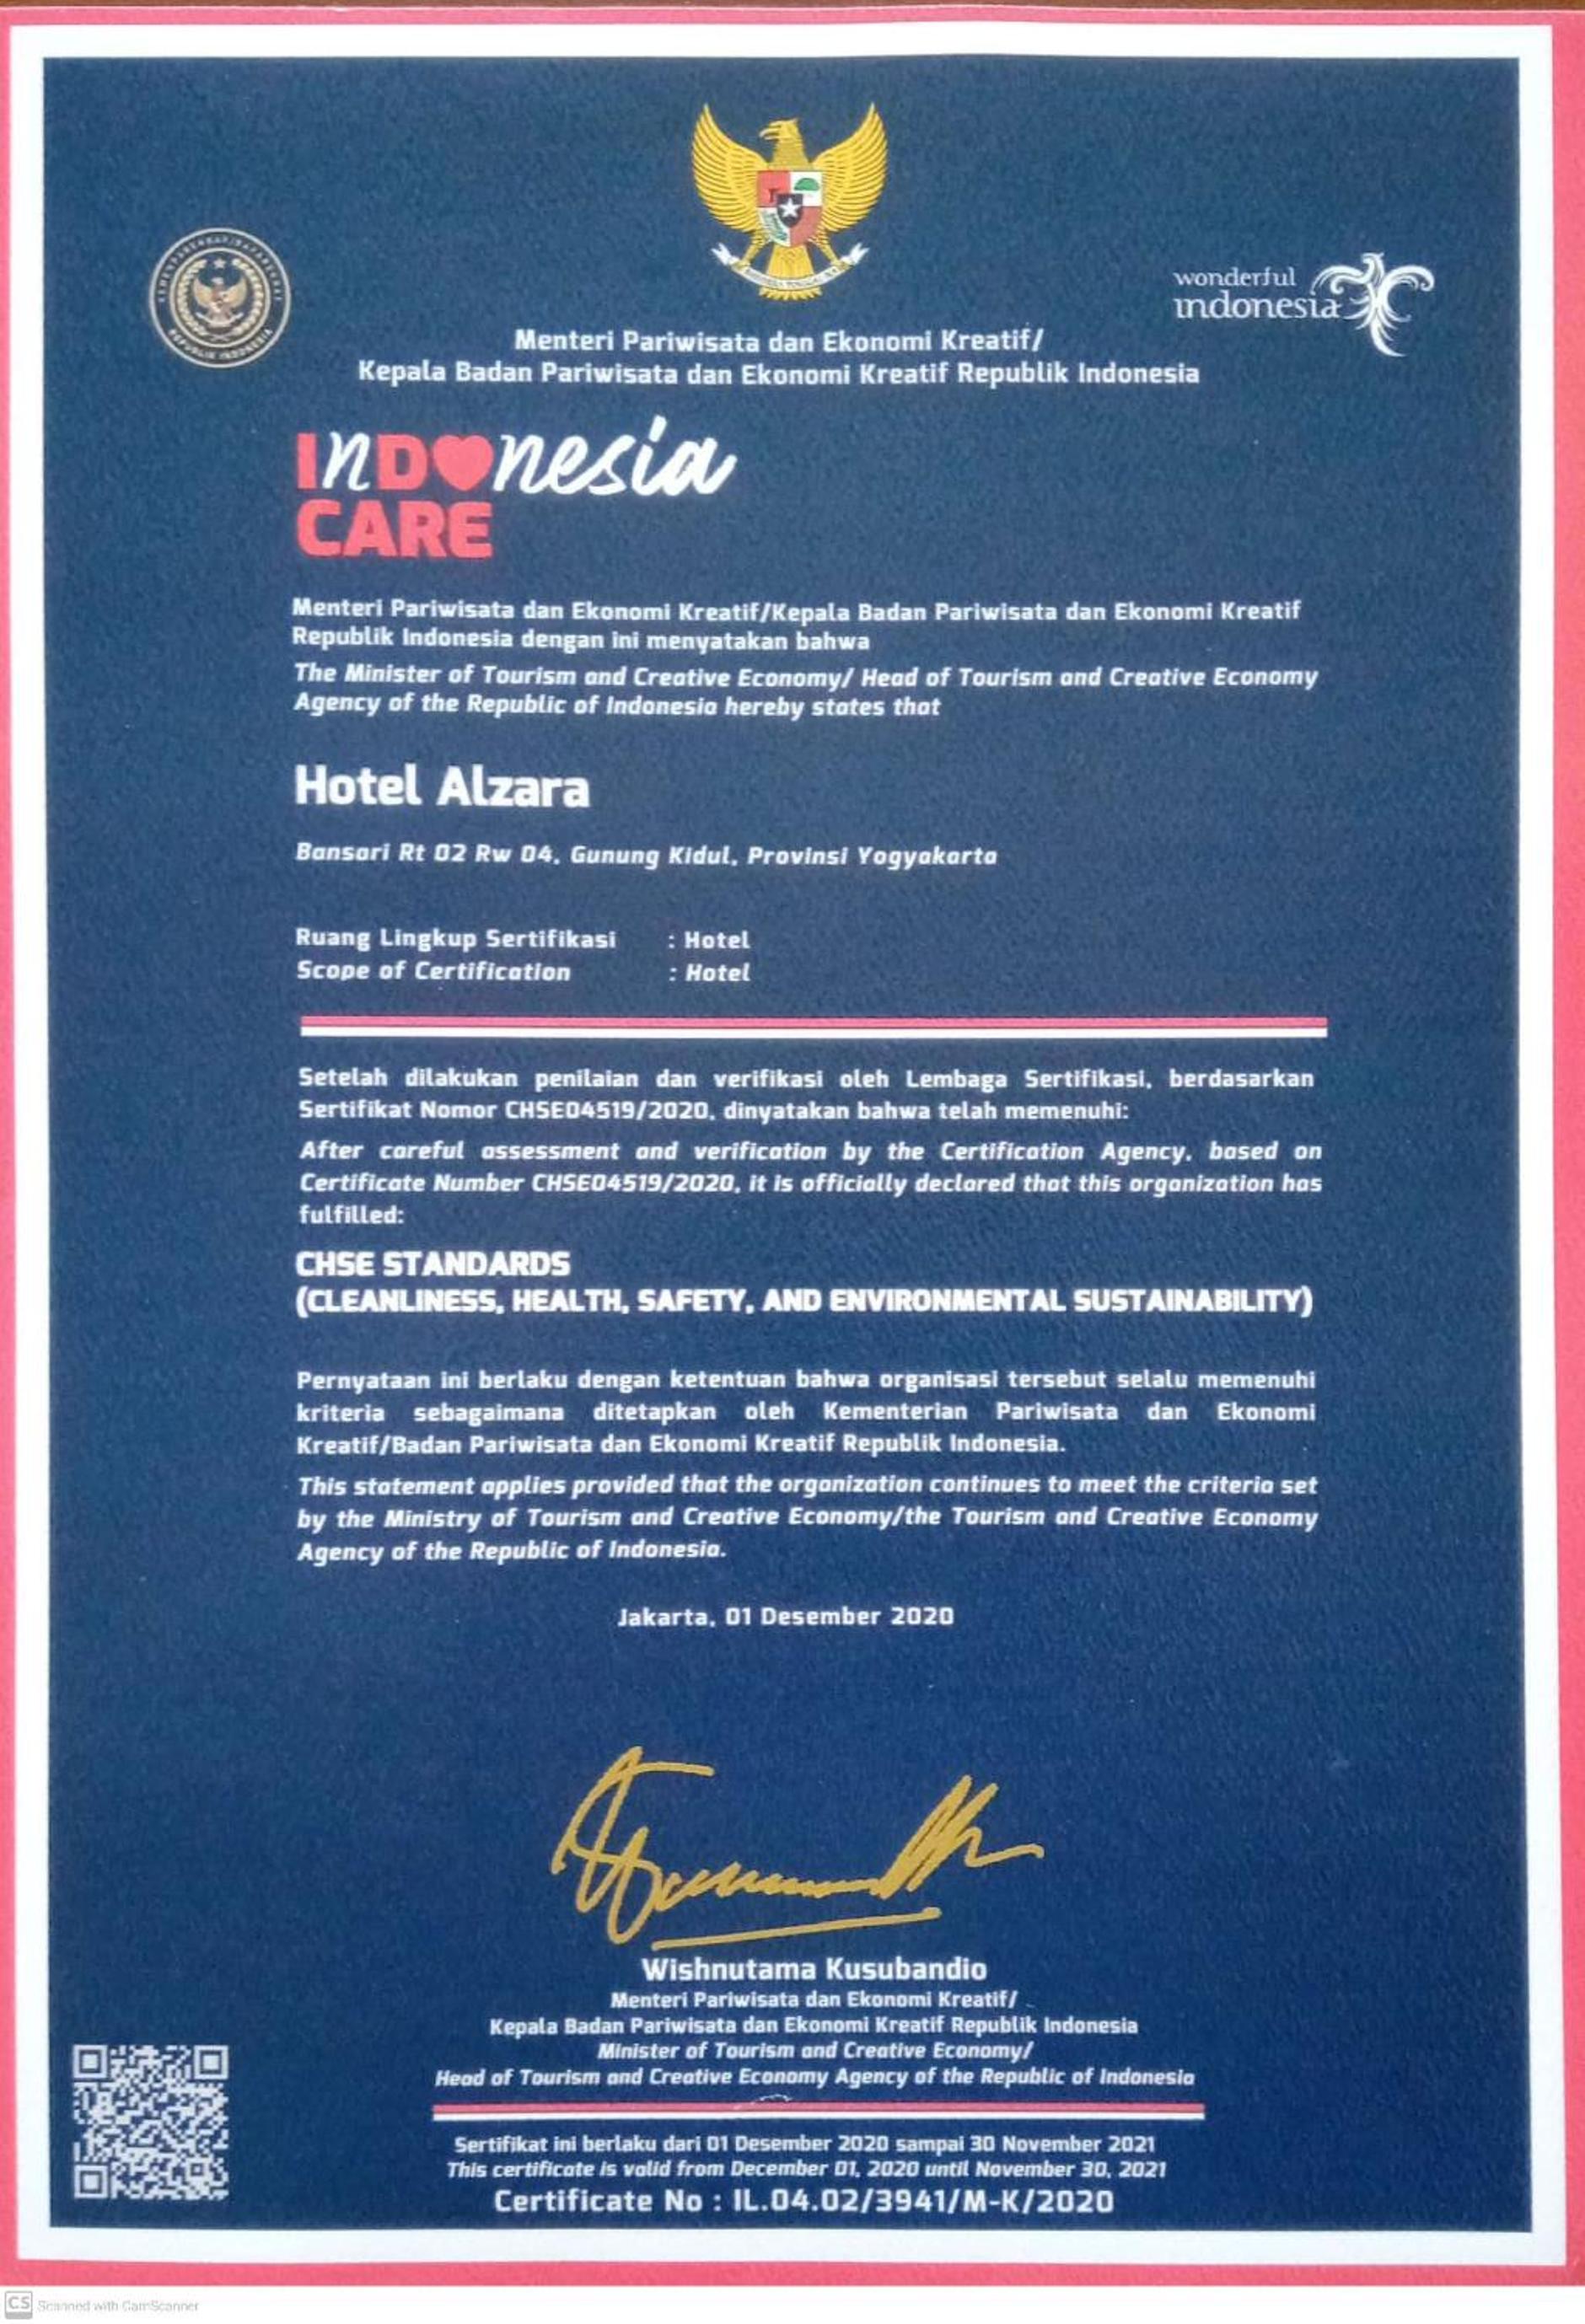 wonderful
indonesia
REPUBLIK INDONESIA
Menteri Pariwisata dan Ekonomi Kreatif/
Kepala Badan Pariwisata dan Ekonomi Kreatif Republik Indonesia
INDONesia
CARE
Menteri Pariwisata dan Ekonomi Kreatif/Kepala Badan Pariwisata dan Ekonomi Kreatif
Republik Indonesia dengan ini menyatakan bahwa
The Minister of Tourism and Creative Economy/ Head of Tourism and Creative Economy
Agency of the Republic of Indonesia hereby states that
Hotel Alzara
Bansari Rt 02 Rw 04, Gunung Kidul, Provinsi Yogyakarta
Ruang Lingkup Sertifikasi : Hotel
Scope of Certification : Hotel
Setelah dilakukan penilaian dan verifikasi oleh Lembaga Sertifikasi, berdasarkan
Sertifikat Nomor CHSE04519/2020, dinyatakan bahwa telah memenuhi:
After careful assessment and verification by the Certification Agency, based on
Certificate Number CHSE04519/2020, it is officially declared that this organization has
fulfilled:
CHSE STANDARDS
(CLEANLINESS, HEALTH, SAFETY, AND ENVIRONMENTAL SUSTAINABILITY)
Pernyataan ini berlaku dengan ketentuan bahwa organisasi tersebut selalu memenuhi
kriteria sebagaimana ditetapkan oleh Kementerian Pariwisata dan Ekonomi
Kreatif/Badan Pariwisata dan Ekonomi Kreatif Republik Indonesia.
This statement applies provided that the organization continues to meet the criteria set
by the Ministry of Tourism and Creative Economy/the Tourism and Creative Economy
Agency of the Republic of Indonesia.
Jakarta, 01 Desember 2020
Wishnutama Kusubandio
Menteri Pariwisata dan Ekonomi Kreatif/
Kepala Badan Pariwisata dan Ekonomi Kreatif Republik Indonesia
Minister of Tourism and Creative Economy/
Head of Tourism and Creative Economy Agency of the Republic of Indonesia
Sertifikat ini berlaku dari 01 Desember 2020 sampai 30 November 2021
This certificate is valid from December 01, 2020 until November 30, 2021
Certificate No : IL.04.02/3941/M-K/2020
CS Scanned with CamScanner